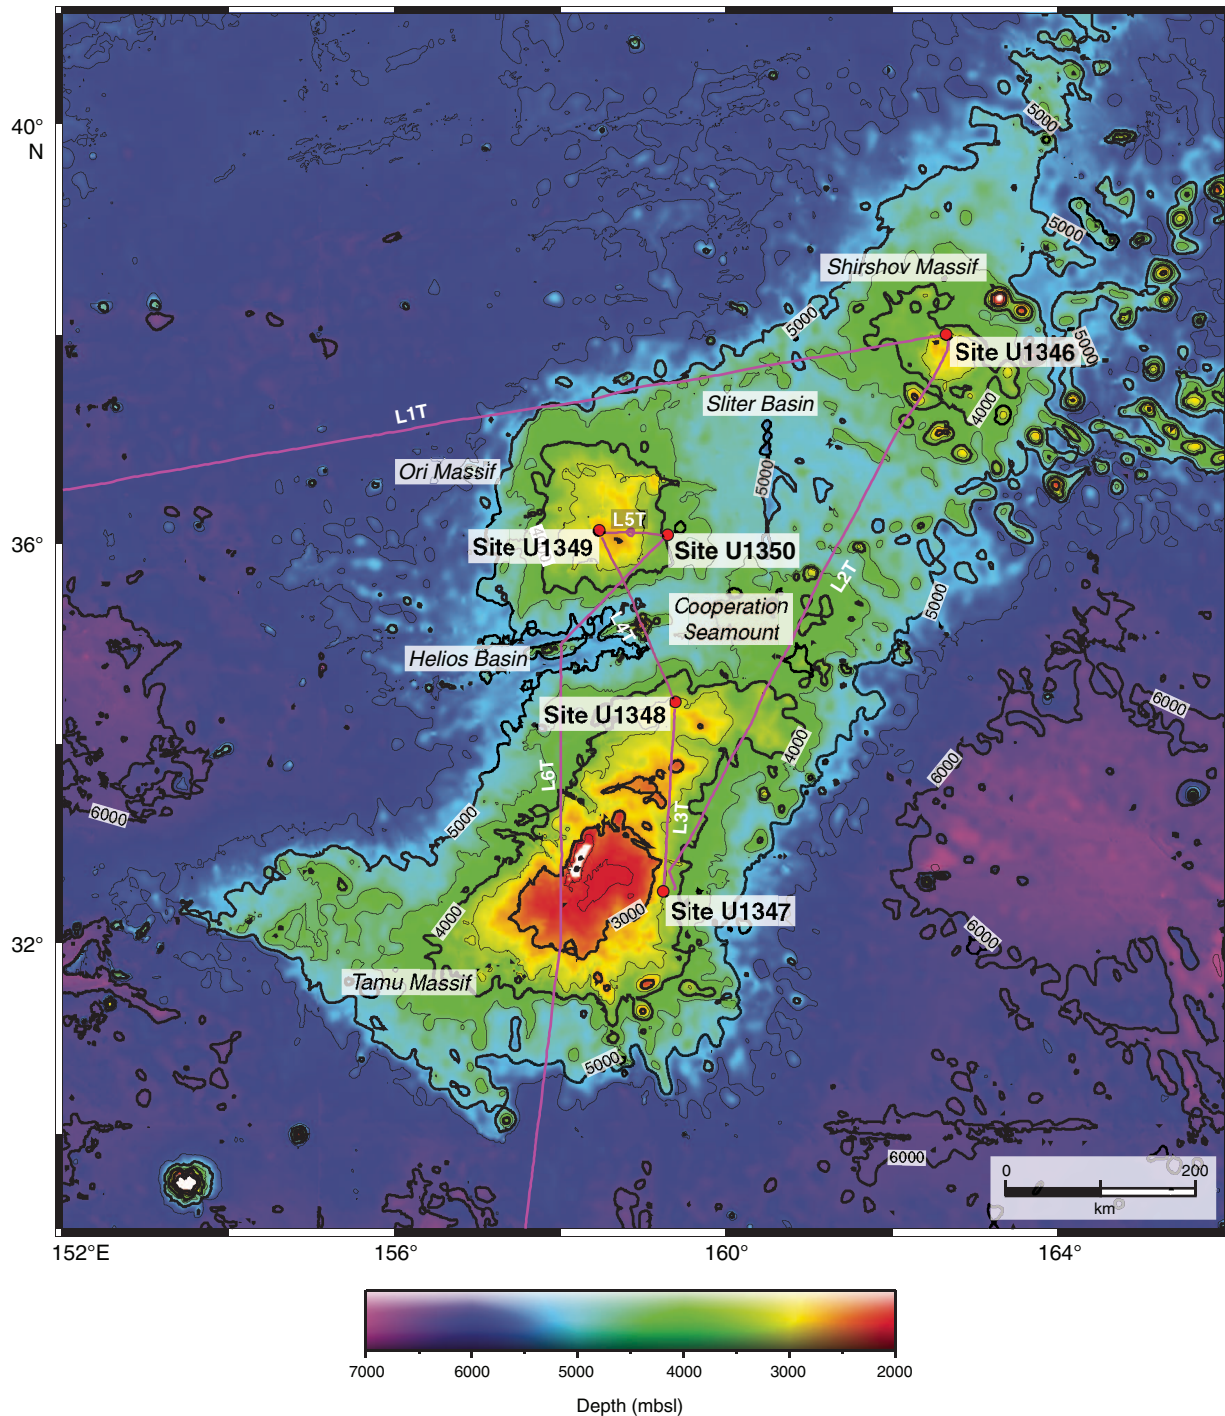 40°
N
5000
5000
Shirshov Massif
5000
5000
Site U1346
L1T
Sliter Basin
4000
Ori Massif
5000
L5T
36°
Site U1349
Site U1350
L2T
5000
Cooperation
Seamount
L4T
Helios Basin
6000
Site U1348
4000
L6T
6000
6000
5000
L3T
3000
Site U1347
4000
32°
6000
Tamu Massif
5000
6000
0
200
km
152°E
156°
160°
164°
7000
6000
5000
4000
3000
2000
Depth (mbsl)